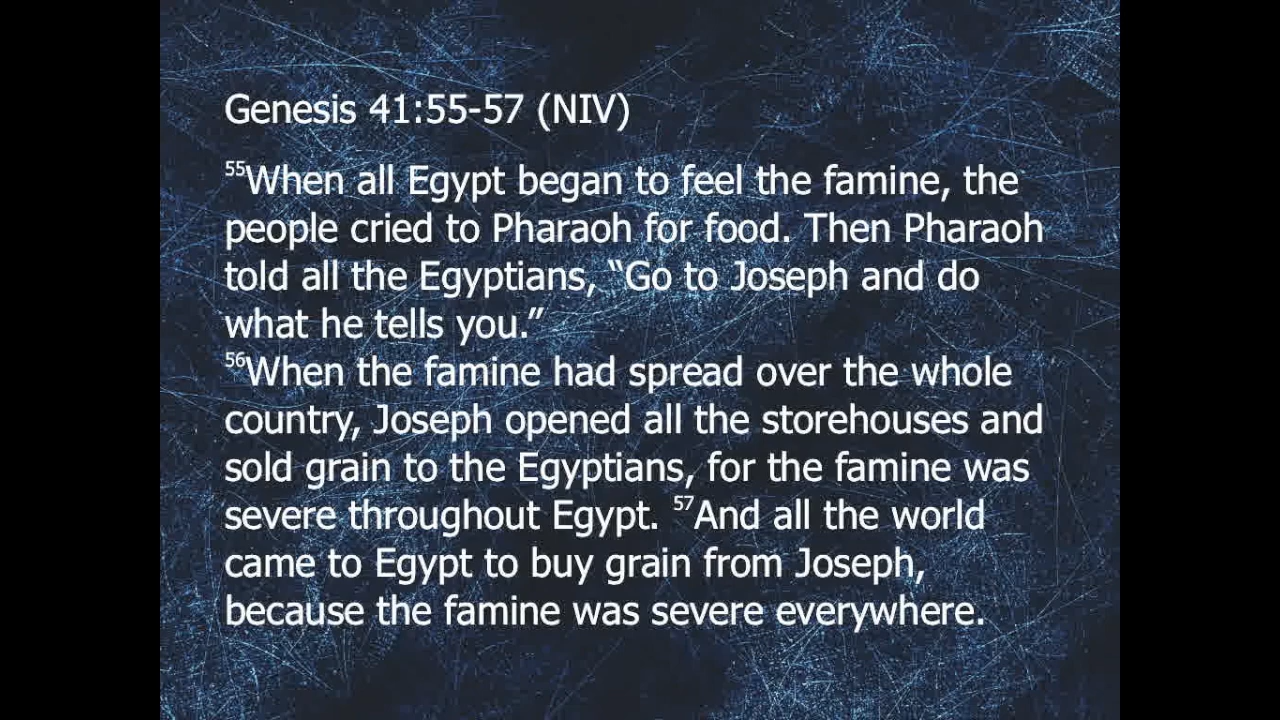 Genesis 41:55-57 (NIV)
55When all Egypt began to feel the famine, the
people cried to Pharaoh for food. Then Pharaoh
told all the Egyptians, “Go to Joseph and do
what he tells you.”
56When the famine had spread over the whole
country, Joseph opened all the storehouses and
sold grain to the Egyptians, for the famine was
severe throughout Egypt. 57And all the world
came to Egypt to buy grain from Joseph,
because the famine was severe everywhere.